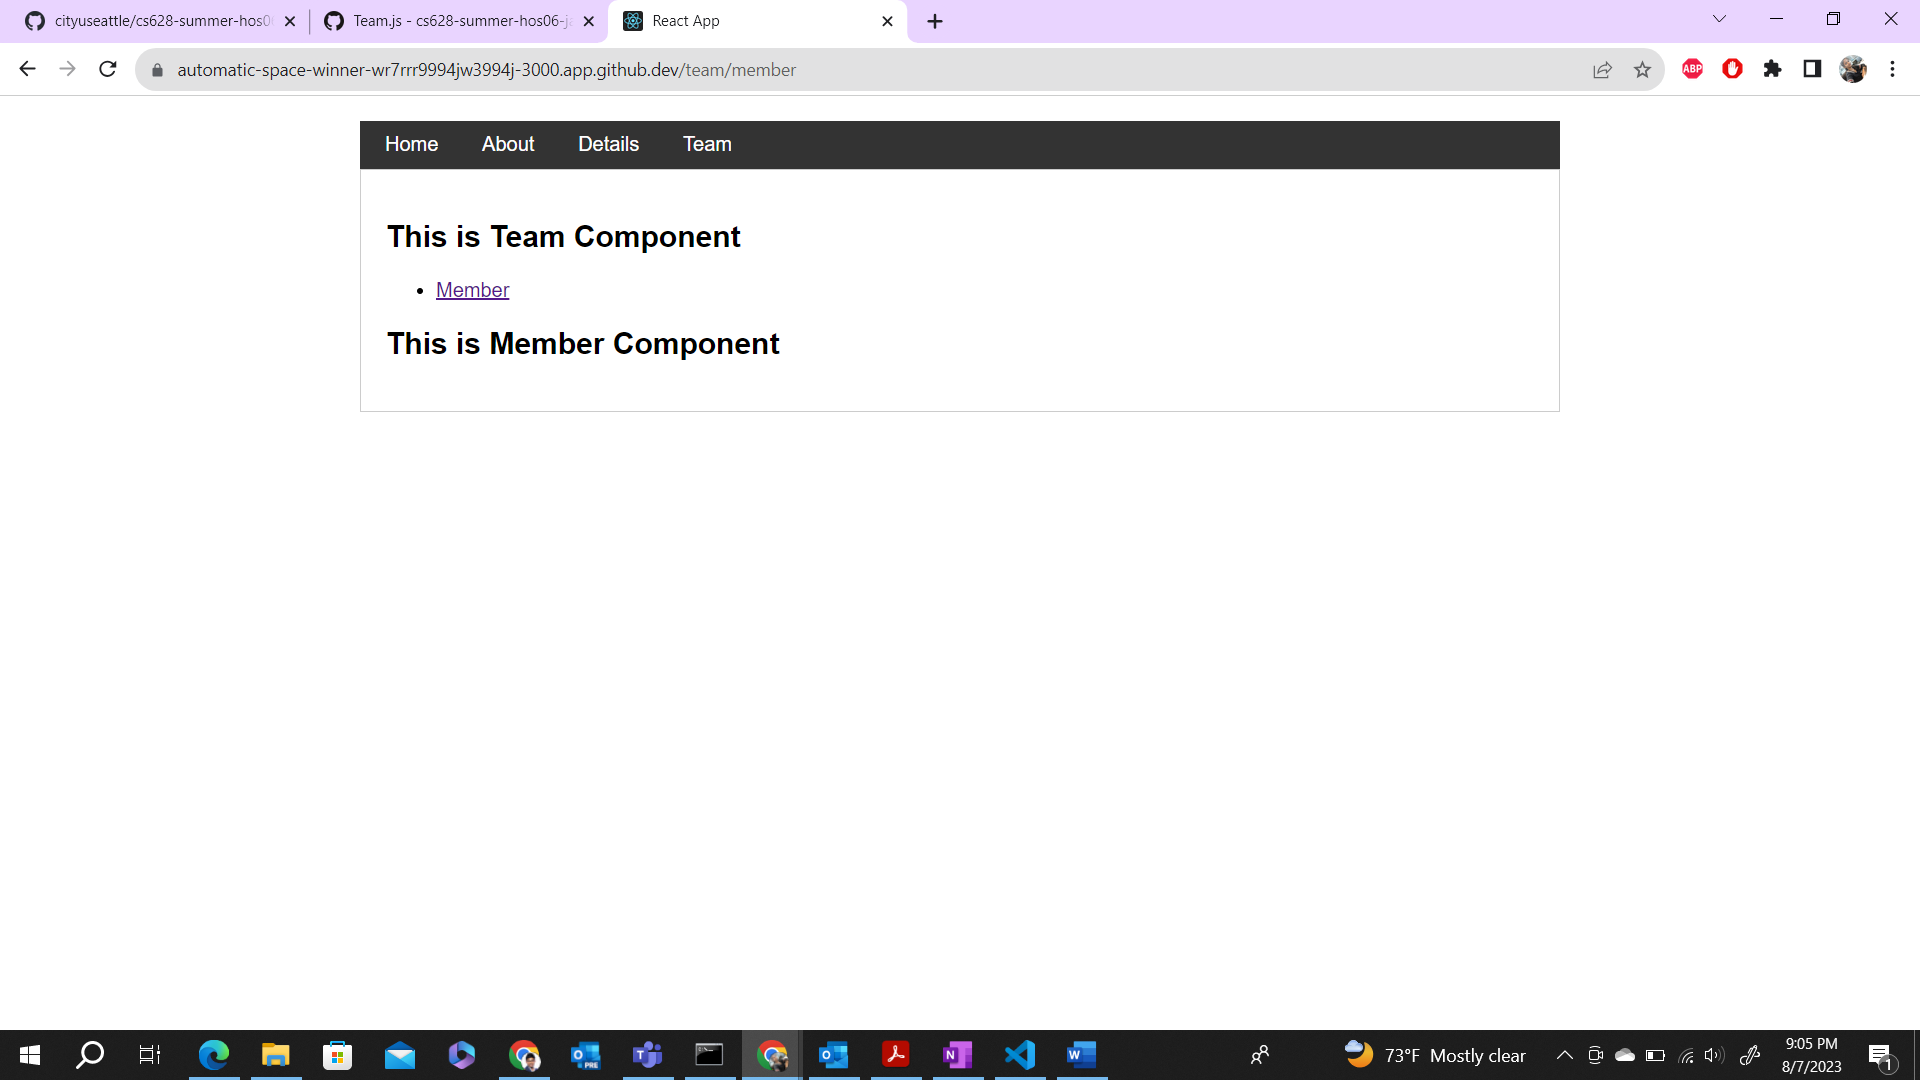 cityuseattle/cs628-summer-hos0
Team.js - cs628-summer-hos06-j
React App
automatic-space-winner-wr7rrr9994jw3994j-3000.app.github.dev/team/member
ABP
Home About Details Team
This is Team Component
Member
This is Member Component
73°F Mostly clear
9:05 PM
8/7/2023
1